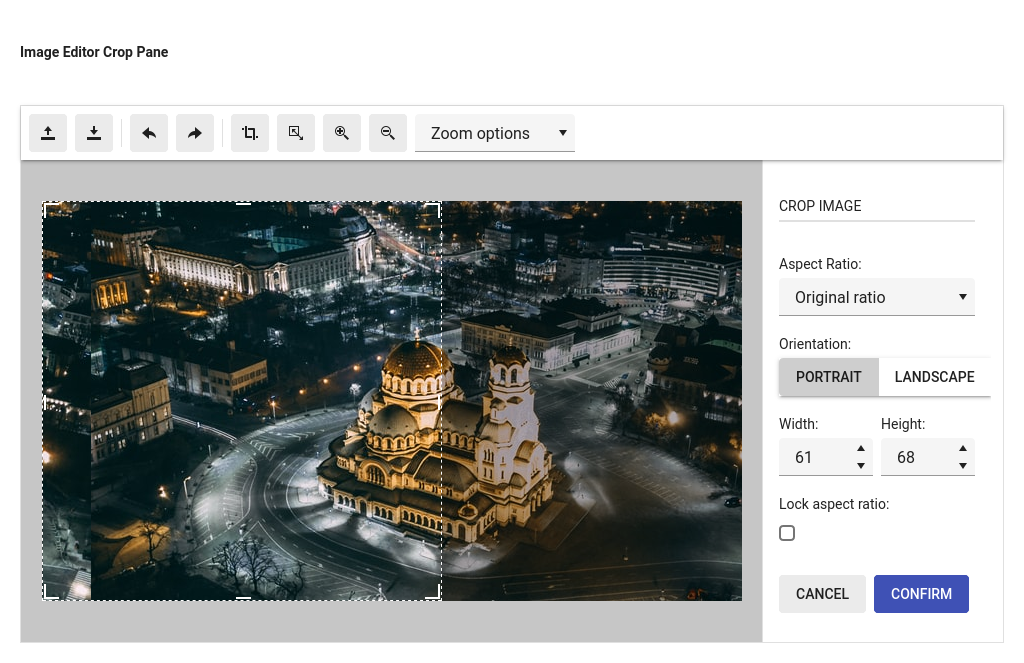 Image Editor Crop Pane
Zoom options
CROP IMAGE
Aspect Ratio:
Original ratio
Orientation:
PORTRAIT LANDSCAPE
Width: Height:
61 68
Lock aspect ratio:
CANCEL CONFIRM